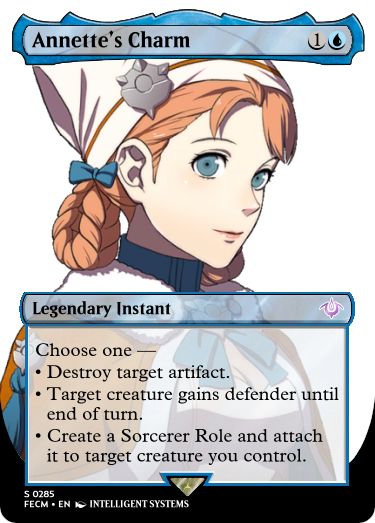 Annette's Charm 1
Legendary Instant
Choose one —
• Destroy target artifact.
• Target creature gains defender until
end of turn.
• Create a Sorcerer Role and attach
it to target creature you control.
S 0285
FECM • EN INTELLIGENT SYSTEMS